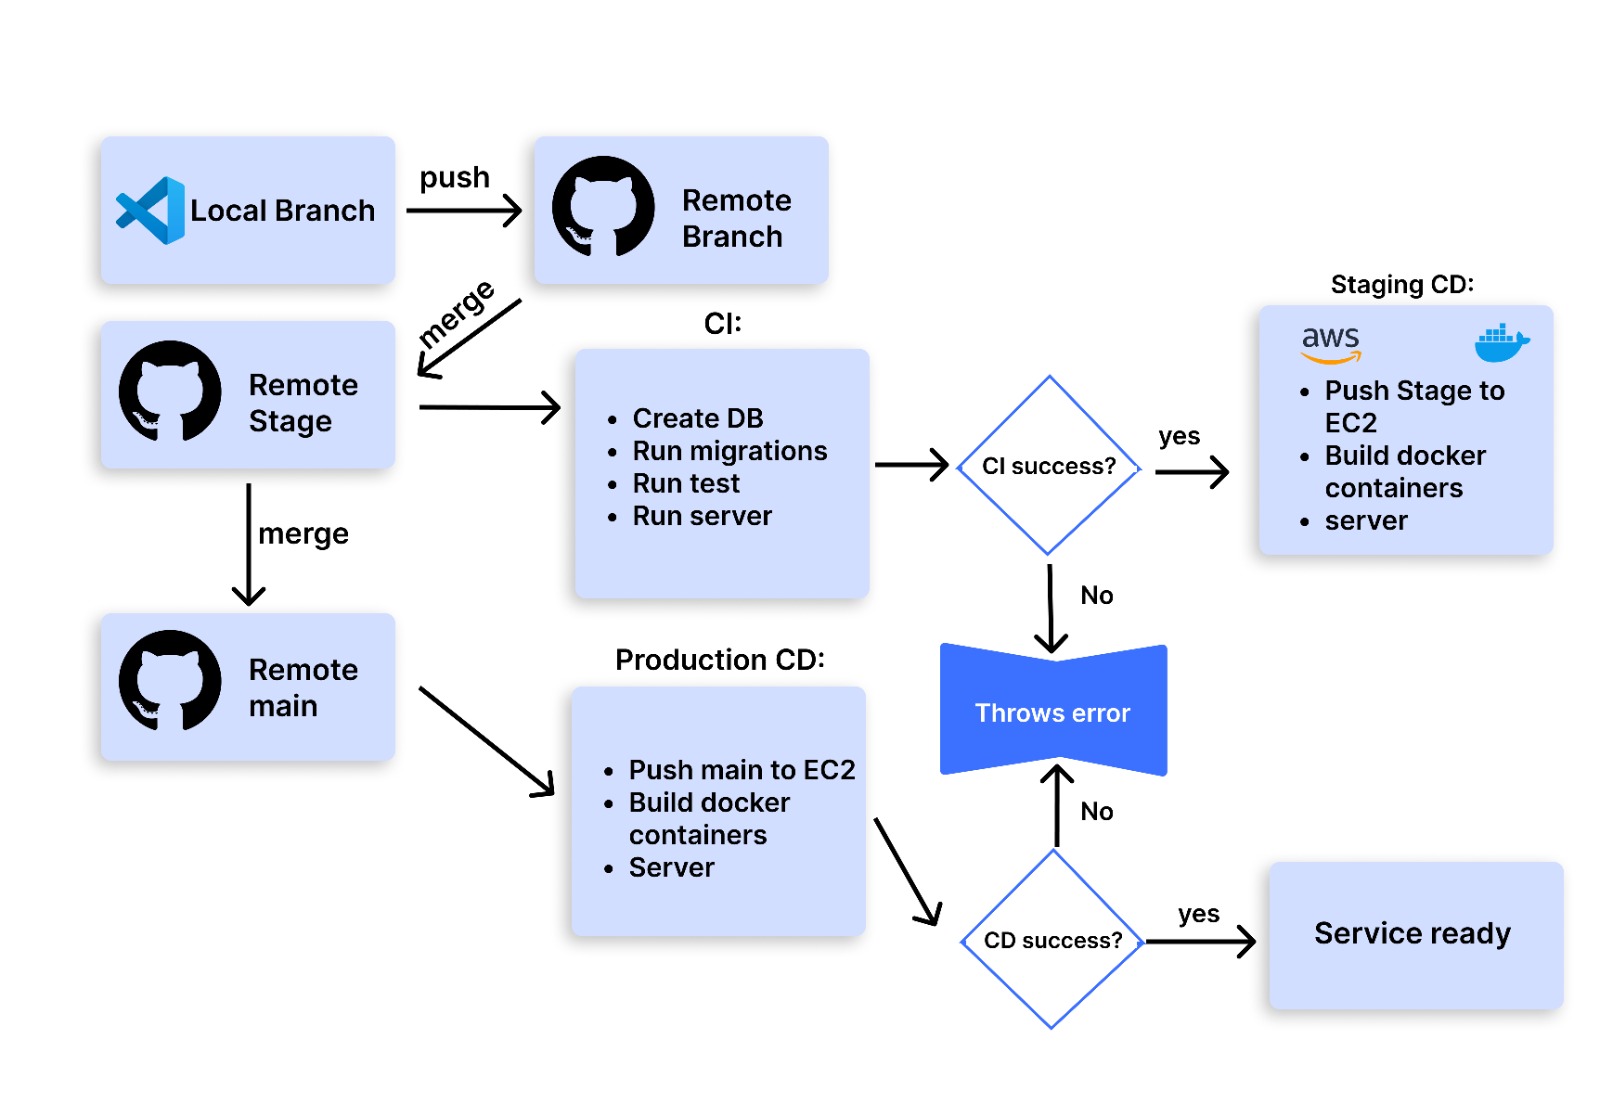 Local Branch
push
Remote
Branch
merge
Remote
Stage
CI:
• Create DB
• Run migrations
• Run test
• Run server
CI success?
yes
Staging CD:
aws
• Push Stage to
EC2
• Build docker
containers
• server
No
merge
Remote
main
Production CD:
• Push main to EC2
• Build docker
containers
• Server
Throws error
No
CD success?
yes
Service ready